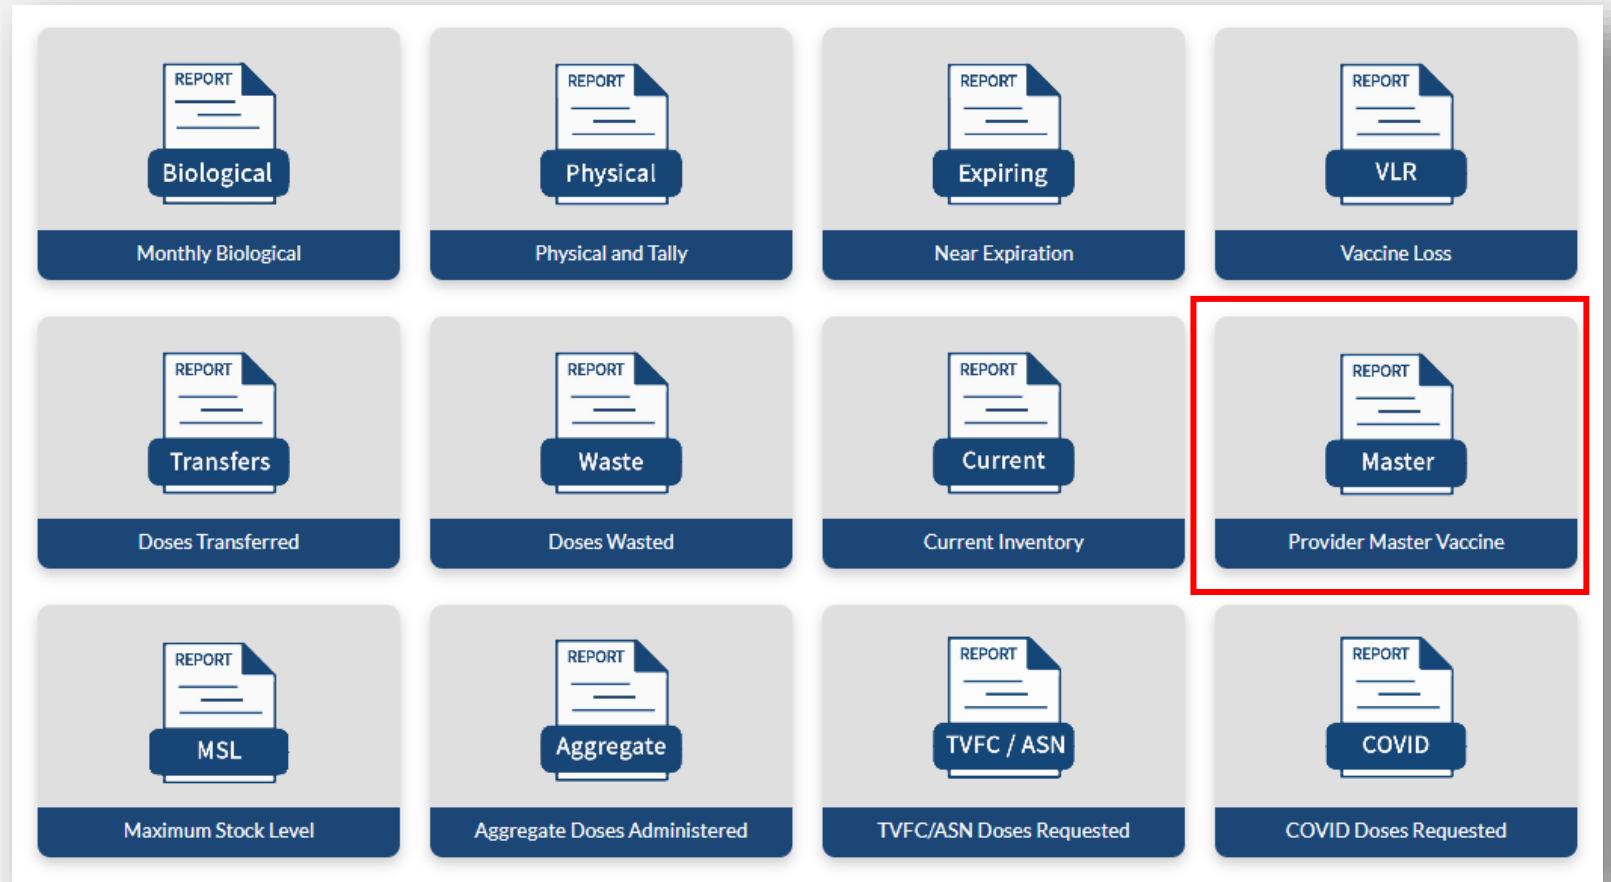 REPORT
Biological
Monthly Biological
REPORT
Physical
Physical and Tally
REPORT
Expiring
Near Expiration
REPORT
VLR
Vaccine Loss
REPORT
Transfers
Doses Transferred
REPORT
Waste
Doses Wasted
REPORT
Current
Current Inventory
REPORT
Master
Provider Master Vaccine
REPORT
MSL
Maximum Stock Level
REPORT
Aggregate
Aggregate Doses Administered
REPORT
TVFC / ASN
TVFC/ASN Doses Requested
REPORT
COVID
COVID Doses Requested